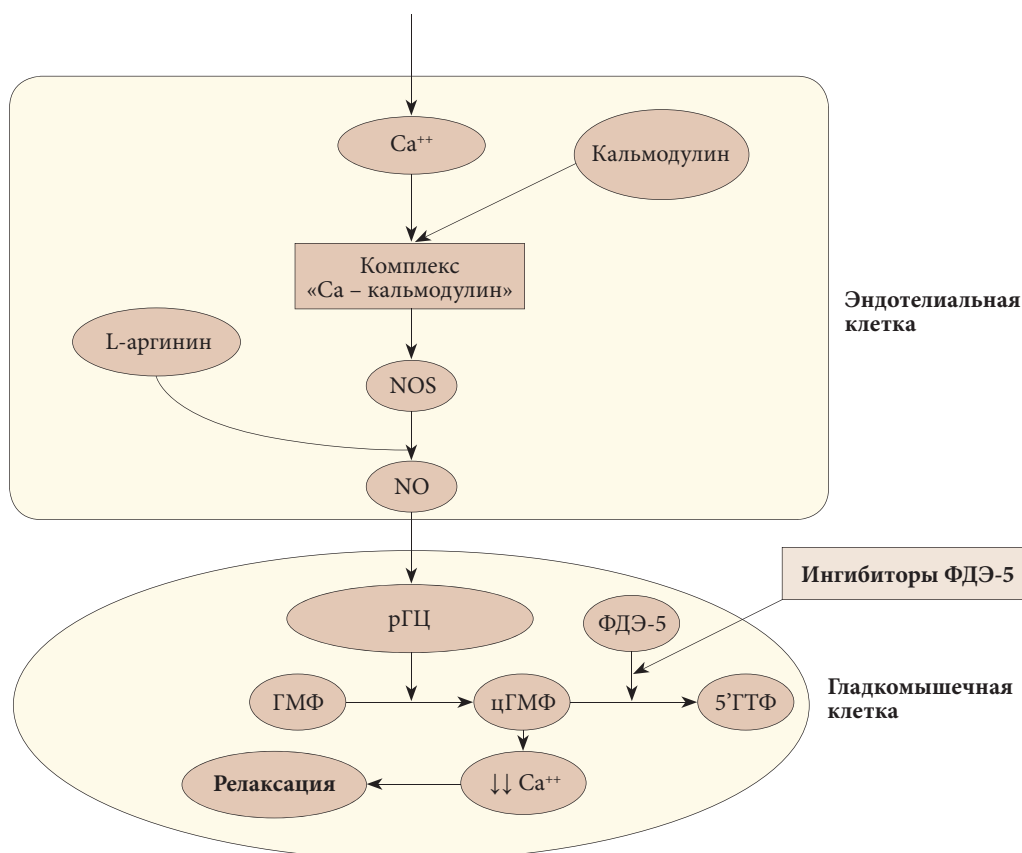 Ca⁺⁺
Кальмодулин
Комплекс
«Ca – кальмодулин»
Эндотелиальная
клетка
L-аргинин
NOS
NO
Ингибиторы ФДЭ-5
рГЦ
ФДЭ-5
ГМФ
цГМФ
5’ГТФ
Гладкомышечная
клетка
Релаксация
↓↓ Ca⁺⁺